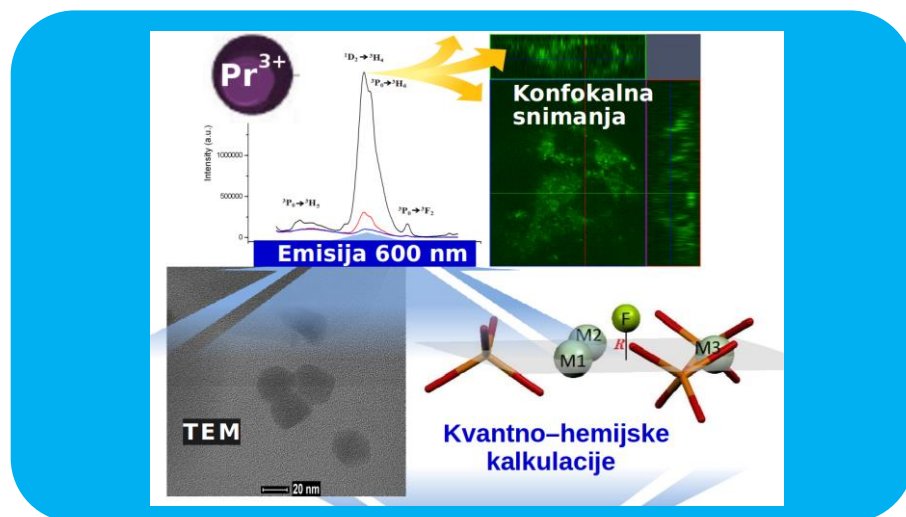 Pr3+
¹D₂→³H₄
³P₀→³H₆
Konfokalna
snimanja
Intensity (a.u.)
1000000
500000
0
³P₀→³H₅
³P₀→³F₂
Emisija 600 nm
TEM
20 nm
F
M2
M1
R
M3
Kvantno–hemijske
kalkulacije